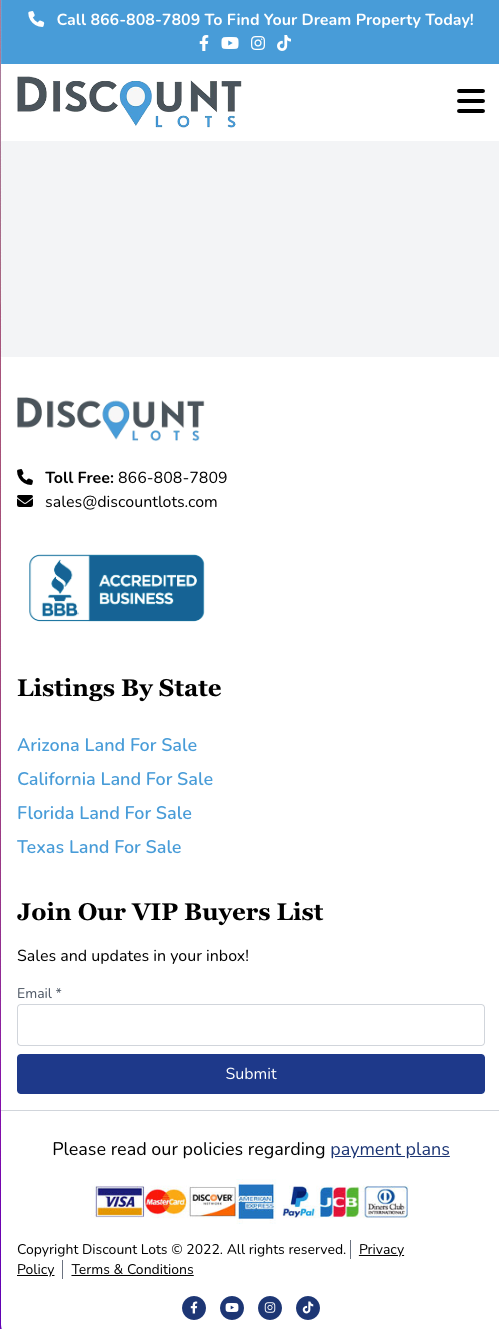 Call 866-808-7809 To Find Your Dream Property Today!
DISCOUNT
LOTS
DISCOUNT
LOTS
Toll Free: 866-808-7809
sales@discountlots.com
BBB
ACCREDITED
BUSINESS
Listings By State
Arizona Land For Sale
California Land For Sale
Florida Land For Sale
Texas Land For Sale
Join Our VIP Buyers List
Sales and updates in your inbox!
Email *
Submit
Please read our policies regarding payment plans
VISA MasterCard DISCOVER NETWORK AMERICAN EXPRESS PayPal JCB Diners Club INTERNATIONAL
Copyright Discount Lots © 2022. All rights reserved. Privacy
Policy Terms & Conditions